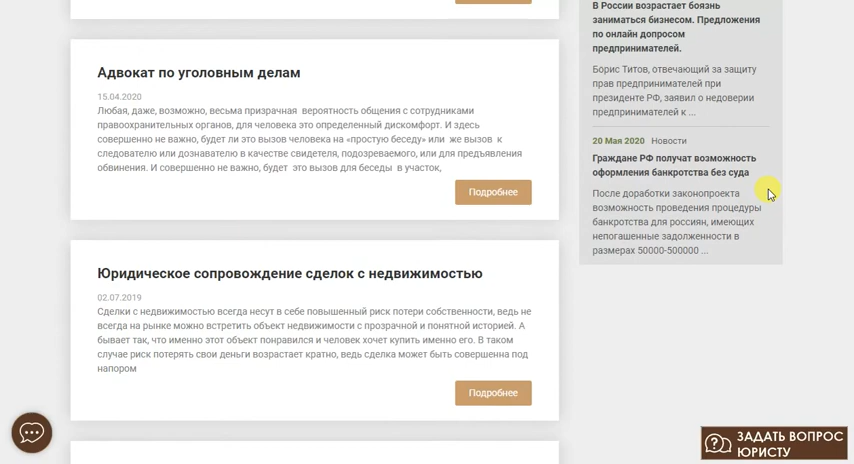 Адвокат по уголовным делам
15.04.2020
Любая, даже, возможно, весьма призрачная вероятность общения с сотрудниками
правоохранительных органов, для человека это определенный дискомфорт. И здесь
совершенно не важно, будет ли это вызов человека на «простую беседу» или же вызов к
следователю или дознавателю в качестве свидетеля, подозреваемого, или для предъявления
обвинения. И совершенно не важно, будет это вызов для беседы в участок,
Подробнее
Юридическое сопровождение сделок с недвижимостью
02.07.2019
Сделки с недвижимостью всегда несут в себе повышенный риск потери собственности, ведь не
всегда на рынке можно встретить объект недвижимости с прозрачной и понятной историей. А
бывает так, что именно этот объект понравился и человек хочет купить именно его. В таком
случае риск потерять свои деньги возрастает кратно, ведь сделка может быть совершенна под
напором
Подробнее
В России возрастает боязнь
заниматься бизнесом. Предложения
по онлайн допросом
предпринимателей.
Борис Титов, отвечающий за защиту
прав предпринимателей при
президенте РФ, заявил о недоверии
предпринимателей к ...
20 Мая 2020 Новости
Граждане РФ получат возможность
оформления банкротства без суда
После доработки законопроекта
возможность проведения процедуры
банкротства для россиян, имеющих
непогашенные задолженности в
размерах 50000-500000 ...
ЗАДАТЬ ВОПРОС
ЮРИСТУ